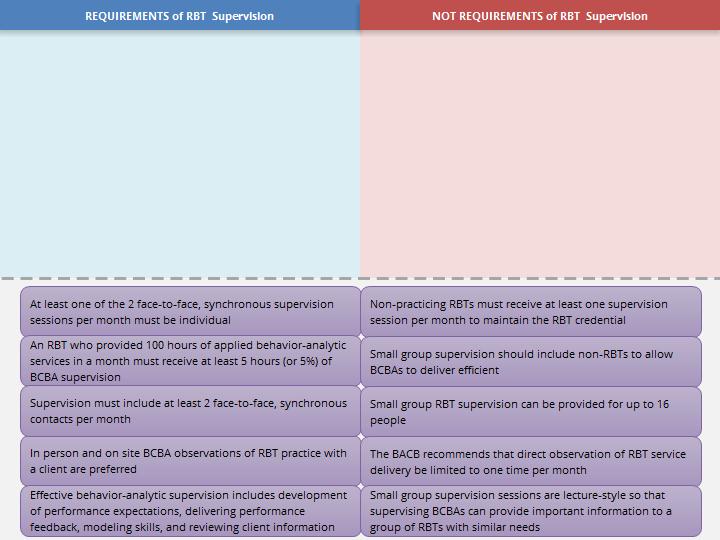 REQUIREMENTS of RBT Supervision
NOT REQUIREMENTS of RBT Supervision
At least one of the 2 face-to-face, synchronous supervision
sessions per month must be individual
Non-practicing RBTs must receive at least one supervision
session per month to maintain the RBT credential
An RBT who provided 100 hours of applied behavior-analytic
services in a month must receive at least 5 hours (or 5%) of
BCBA supervision
Small group supervision should include non-RBTs to allow
BCBAs to deliver efficient
Supervision must include at least 2 face-to-face, synchronous
contacts per month
Small group RBT supervision can be provided for up to 16
people
In person and on site BCBA observations of RBT practice with
a client are preferred
The BACB recommends that direct observation of RBT service
delivery be limited to one time per month
Effective behavior-analytic supervision includes development
of performance expectations, delivering performance
feedback, modeling skills, and reviewing client information
Small group supervision sessions are lecture-style so that
supervising BCBAs can provide important information to a
group of RBTs with similar needs